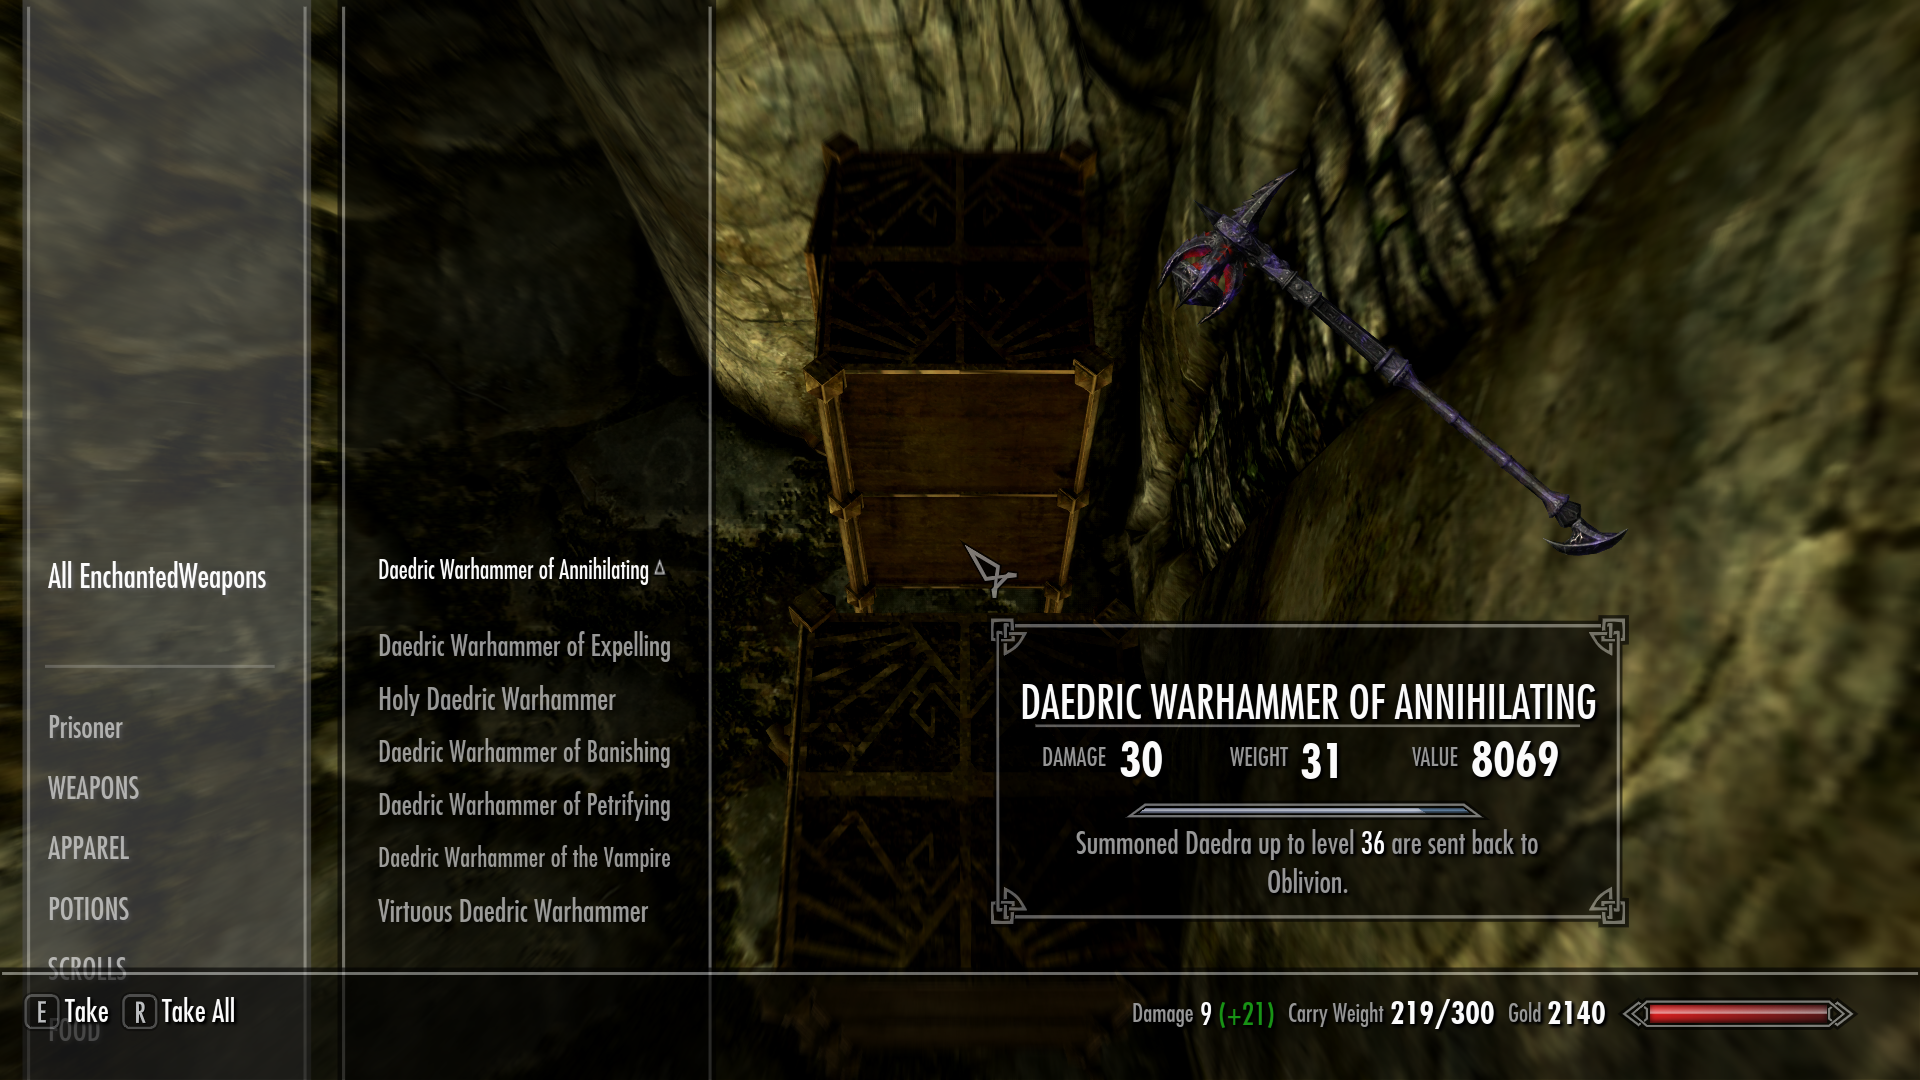 All EnchantedWeapons
Prisoner
WEAPONS
APPAREL
POTIONS
SCROLLS
FOOD
Daedric Warhammer of Annihilating
Daedric Warhammer of Expelling
Holy Daedric Warhammer
Daedric Warhammer of Banishing
Daedric Warhammer of Petrifying
Daedric Warhammer of the Vampire
Virtuous Daedric Warhammer
DAEDRIC WARHAMMER OF ANNIHILATING
DAMAGE 30 WEIGHT 31 VALUE 8069
Summoned Daedra up to level 36 are sent back to
Oblivion.
E Take R Take All
Damage 9 (+21) Carry Weight 219/300 Gold 2140